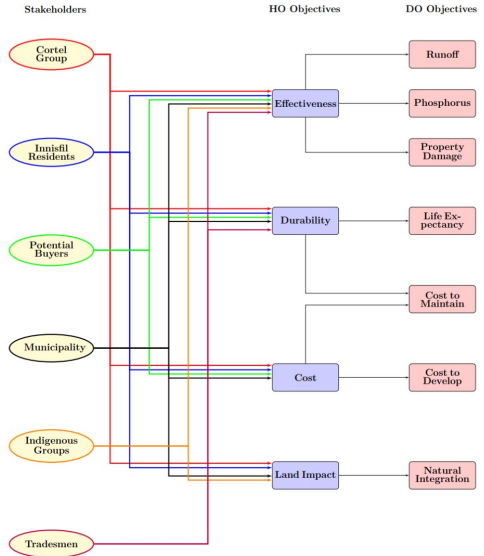 Stakeholders
HO Objectives
DO Objectives
Cortel
Group
Runoff
Effectiveness
Phosphorus
Innisfil
Residents
Property
Damage
Durability
Life Ex-
pectancy
Potential
Buyers
Cost to
Maintain
Municipality
Cost
Cost to
Develop
Indigenous
Groups
Land Impact
Natural
Integration
Tradesmen